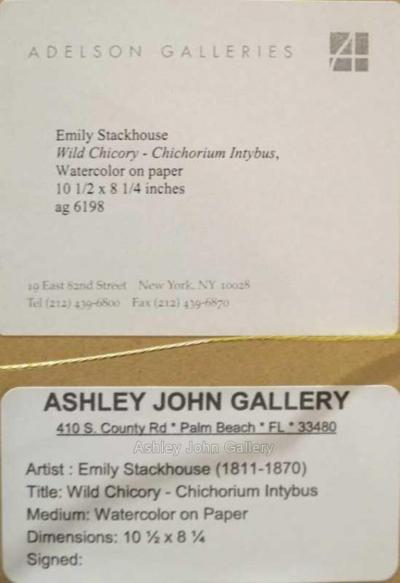 ADELSON GALLERIES
Emily Stackhouse
Wild Chicory - Chichorium Intybus,
Watercolor on paper
10 1/2 x 8 1/4 inches
ag 6198
19 East 82nd Street New York, NY 10028
Tel (212) 439-6800 Fax (212) 439-6870
ASHLEY JOHN GALLERY
410 S. County Rd * Palm Beach * FL * 33480
Ashley John Gallery
Artist : Emily Stackhouse (1811-1870)
Title: Wild Chicory - Chichorium Intybus
Medium: Watercolor on Paper
Dimensions: 10 ½ x 8 ¼
Signed: